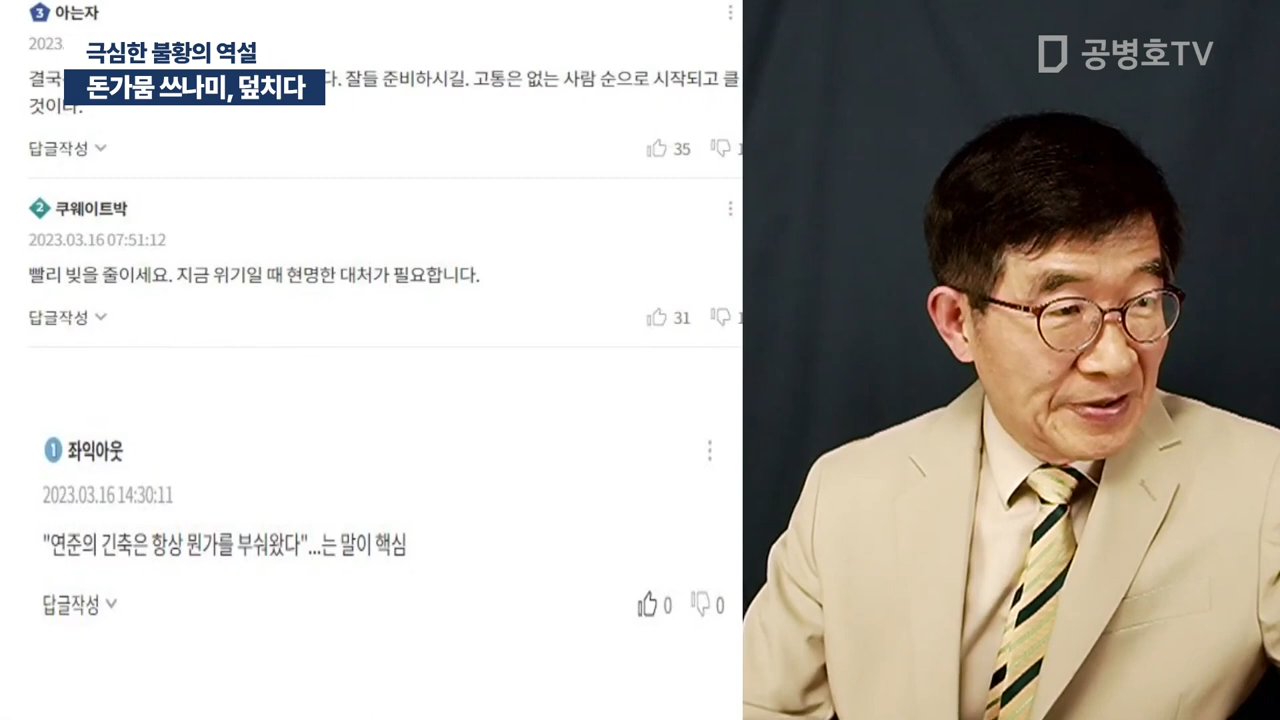 3 아는자
2023
극심한 불황의 역설
돈가뭄 쓰나미, 덮치다
결국 다. 잘들 준비하시길. 고통은 없는 사람 순으로 시작되고 클
것이다.
답글작성
35
1
2 쿠웨이트박
2023.03.16 07:51:12
빨리 빚을 줄이세요. 지금 위기일 때 현명한 대처가 필요합니다.
답글작성
31
1
1 좌익아웃
2023.03.16 14:30:11
"연준의 긴축은 항상 뭔가를 부숴왔다"...는 말이 핵심
답글작성
0
0
공병호TV